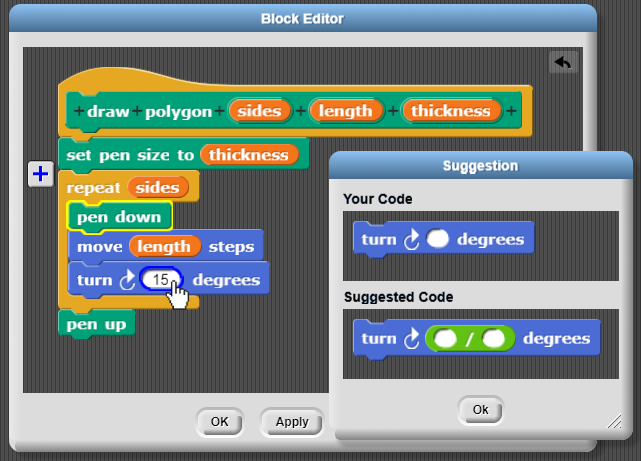 Block Editor
+ draw + polygon + sides + length + thickness +
set pen size to thickness
+
repeat sides
pen down
move length steps
turn 15 degrees
pen up
OK
Apply
Suggestion
Your Code
turn degrees
Suggested Code
turn / degrees
Ok